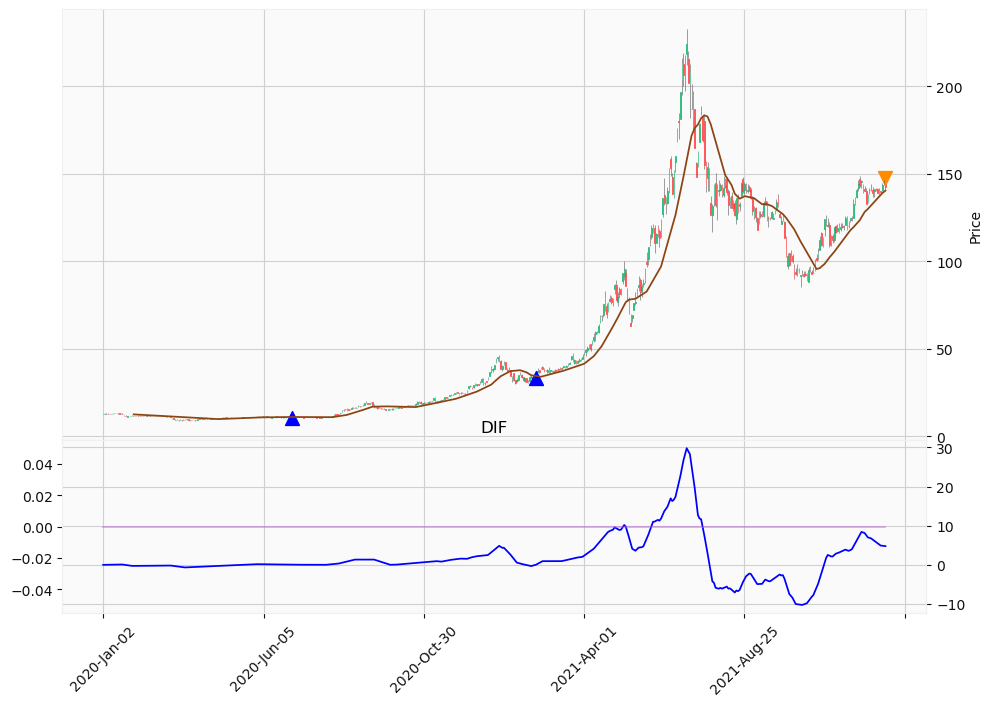 200
150
100
50
0
Price
DIF
0.04
0.02
0.00
−0.02
−0.04
30
20
10
0
−10
2020-Jan-02
2020-Jun-05
2020-Oct-30
2021-Apr-01
2021-Aug-25